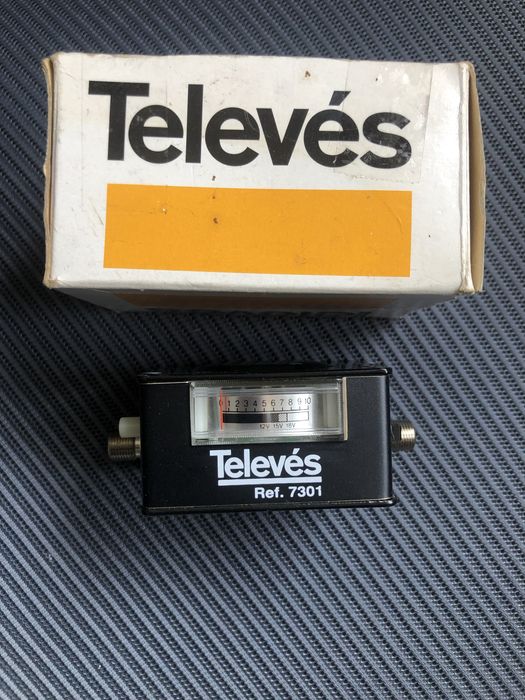 Televés
0 1 2 3 4 5 6 7 8 9 10
12V 15V 18V
Televés
Ref. 7301